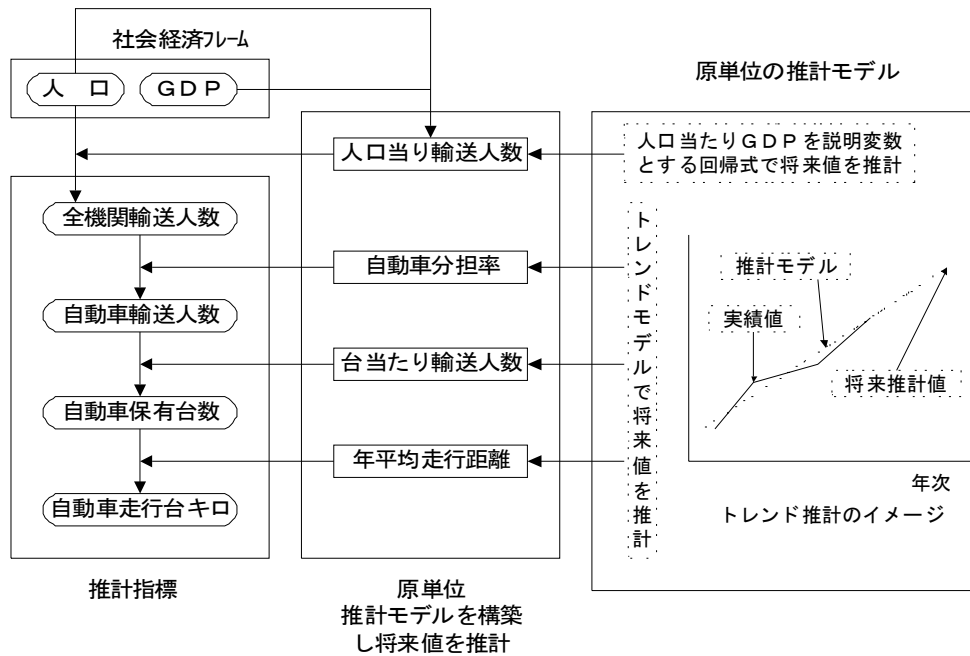 社会経済フレーム
人　口
ＧＤＰ
全機関輸送人数
自動車輸送人数
自動車保有台数
自動車走行台キロ
推計指標
人口当り輸送人数
自動車分担率
台当たり輸送人数
年平均走行距離
原単位
推計モデルを構築
し将来値を推計
原単位の推計モデル
人口当たりＧＤＰを説明変数
とする回帰式で将来値を推計
トレンドモデルで将来値を推計
推計モデル
実績値
将来推計値
年次
トレンド推計のイメージ